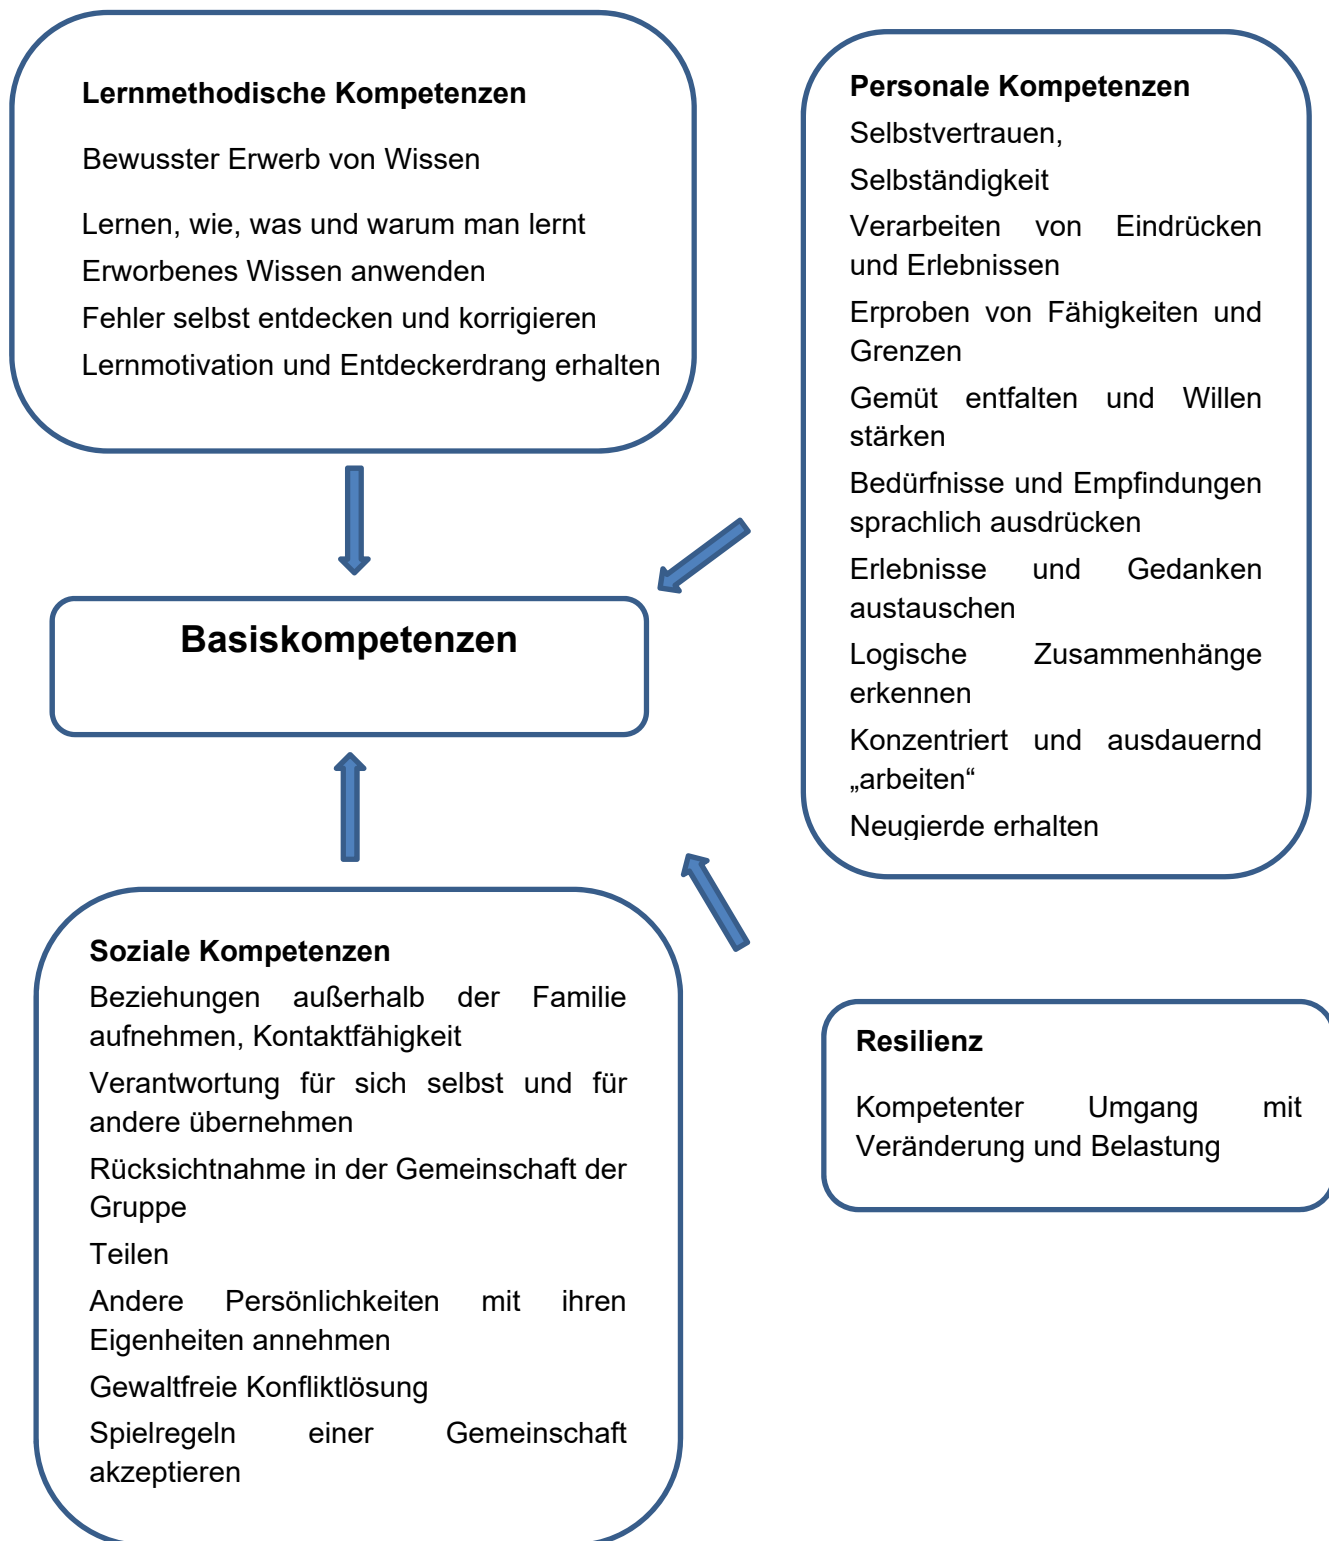 Lernmethodische Kompetenzen
Bewusster Erwerb von Wissen
Lernen, wie, was und warum man lernt
Erworbenes Wissen anwenden
Fehler selbst entdecken und korrigieren
Lernmotivation und Entdeckerdrang erhalten
Personale Kompetenzen
Selbstvertrauen,
Selbständigkeit
Verarbeiten von Eindrücken
und Erlebnissen
Erproben von Fähigkeiten und
Grenzen
Gemüt entfalten und Willen
stärken
Bedürfnisse und Empfindungen
sprachlich ausdrücken
Erlebnisse und Gedanken
austauschen
Logische Zusammenhänge
erkennen
Konzentriert und ausdauernd
„arbeiten“
Neugierde erhalten
Basiskompetenzen
Soziale Kompetenzen
Beziehungen außerhalb der Familie
aufnehmen, Kontaktfähigkeit
Verantwortung für sich selbst und für
andere übernehmen
Rücksichtnahme in der Gemeinschaft der
Gruppe
Teilen
Andere Persönlichkeiten mit ihren
Eigenheiten annehmen
Gewaltfreie Konfliktlösung
Spielregeln einer Gemeinschaft
akzeptieren
Resilienz
Kompetenter Umgang mit
Veränderung und Belastung